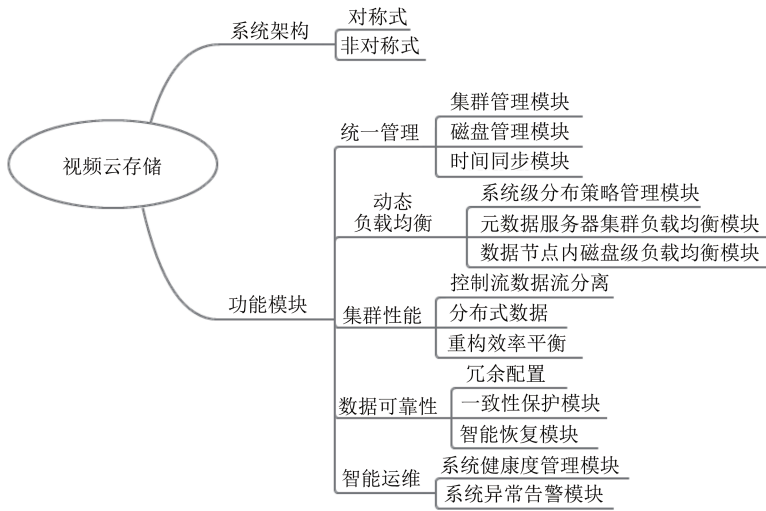 视频云存储
系统架构
对称式
非对称式
功能模块
统一管理
集群管理模块
磁盘管理模块
时间同步模块
动态
负载均衡
系统级分布策略管理模块
元数据服务器集群负载均衡模块
数据节点内磁盘级负载均衡模块
集群性能
控制流数据流分离
分布式数据
重构效率平衡
数据可靠性
冗余配置
一致性保护模块
智能恢复模块
智能运维
系统健康度管理模块
系统异常告警模块